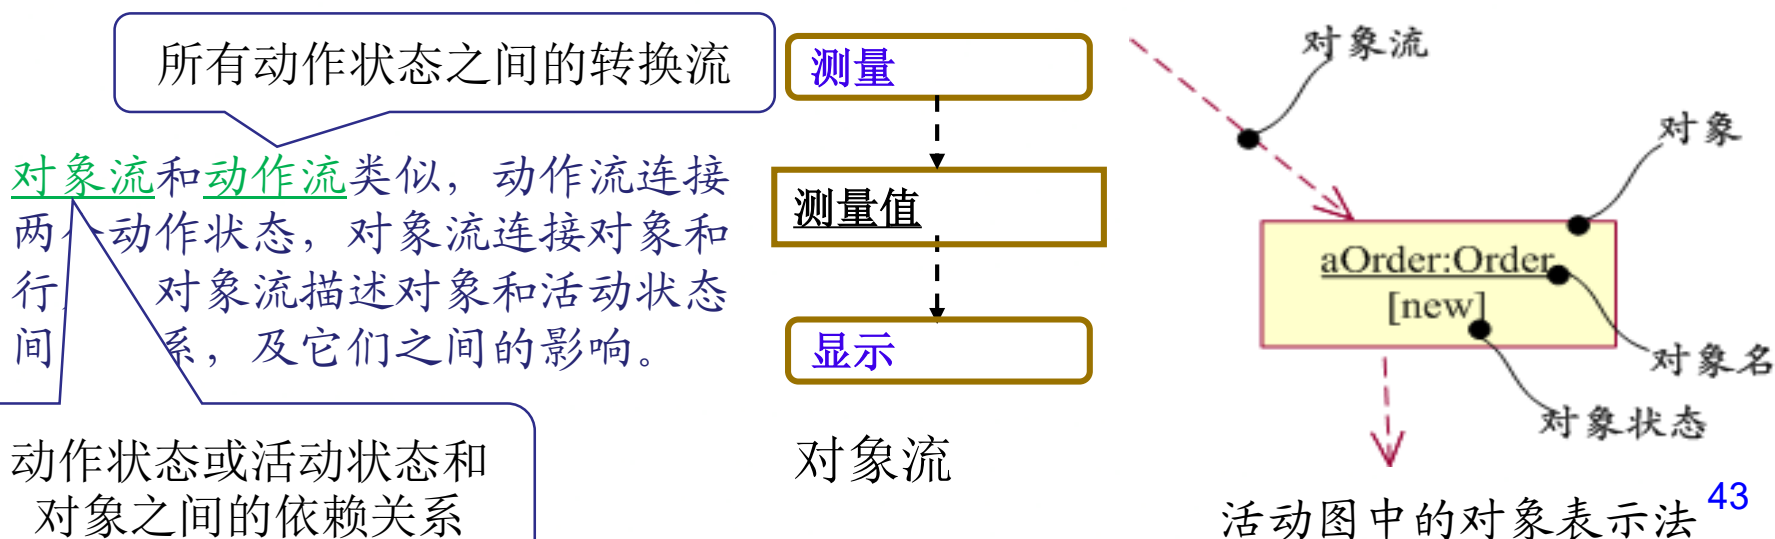 所有动作状态之间的转换流
对象流和动作流类似，动作流连接
两 动作状态，对象流连接对象和
行 对象流描述对象和活动状态
间 系，及它们之间的影响。
动作状态或活动状态和
对象之间的依赖关系
测量
测量值
显示
对象流
对象流
对象
aOrder:Order
[new]
对象名
对象状态
活动图中的对象表示法
43